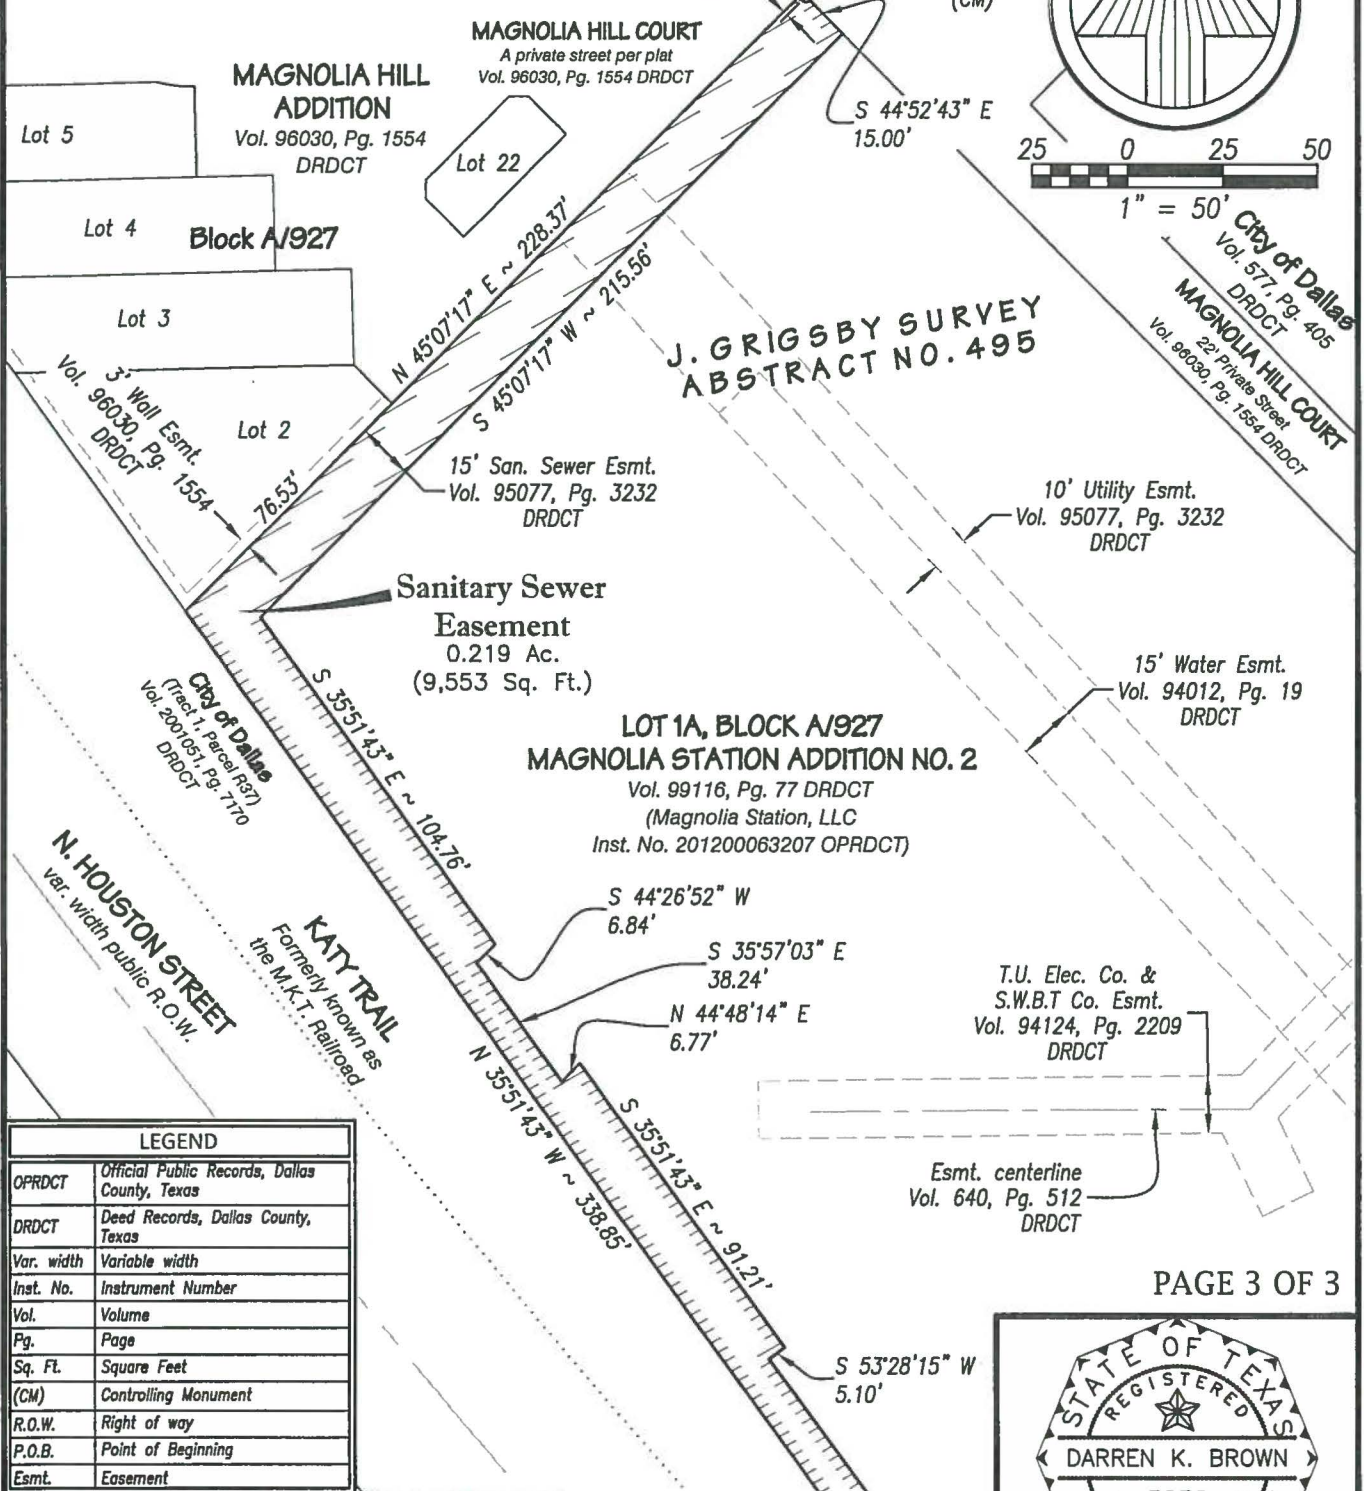 MAGNOLIA HILL COURT
A private street per plat
Vol. 96030, Pg. 1554 DRDCT
(CM)
MAGNOLIA HILL
ADDITION
Vol. 96030, Pg. 1554
DRDCT
Lot 5
Lot 22
S 44°52'43" E
15.00'
25 0 25 50
1" = 50'
Lot 4
Block A/927
City of Dallas
Vol. 577, Pg. 405
DRDCT
MAGNOLIA HILL COURT
22' Private Street
Vol. 96030, Pg. 1554 DRDCT
Lot 3
N 45°07'17" E ~ 228.37'
S 45°07'17" W ~ 215.56'
J. GRIGSBY SURVEY
ABSTRACT NO. 495
3' Wall Esmt.
Vol. 96030, Pg. 1554
DRDCT
Lot 2
76.53'
15' San. Sewer Esmt.
Vol. 95077, Pg. 3232
DRDCT
10' Utility Esmt.
Vol. 95077, Pg. 3232
DRDCT
Sanitary Sewer
Easement
0.219 Ac.
(9,553 Sq. Ft.)
15' Water Esmt.
Vol. 94012, Pg. 19
DRDCT
City of Dallas
(Tract 1, Parcel R37)
Vol. 2001051, Pg. 7170
DRDCT
S 35°51'43" E ~ 104.76'
LOT 1A, BLOCK A/927
MAGNOLIA STATION ADDITION NO. 2
Vol. 99116, Pg. 77 DRDCT
(Magnolia Station, LLC
Inst. No. 201200063207 OPRDCT)
N. HOUSTON STREET
var. width public R.O.W.
KATY TRAIL
Formerly known as
the M.K.T. Railroad
S 44°26'52" W
6.84'
S 35°57'03" E
38.24'
N 44°48'14" E
6.77'
T.U. Elec. Co. &
S.W.B.T Co. Esmt.
Vol. 94124, Pg. 2209
DRDCT
N 35°51'43" W ~ 338.85'
S 35°51'43" E ~ 91.21'
Esmt. centerline
Vol. 640, Pg. 512
DRDCT
S 53°28'15" W
5.10'
LEGEND
OPRDCT Official Public Records, Dallas
County, Texas
DRDCT Deed Records, Dallas County,
Texas
Var. width Variable width
Inst. No. Instrument Number
Vol. Volume
Pg. Page
Sq. Ft. Square Feet
(CM) Controlling Monument
R.O.W. Right of way
P.O.B. Point of Beginning
Esmt. Easement
PAGE 3 OF 3
STATE OF TEXAS
REGISTERED
DARREN K. BROWN